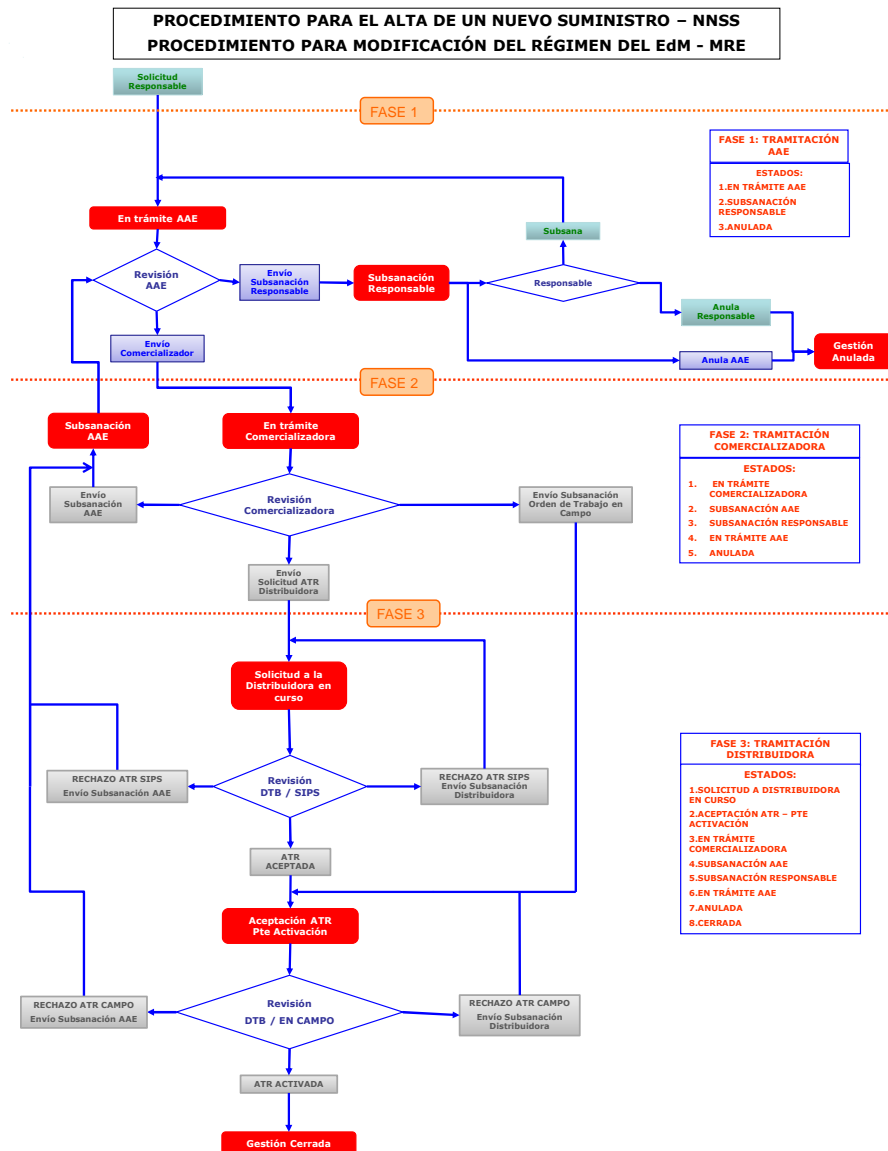 PROCEDIMIENTO PARA EL ALTA DE UN NUEVO SUMINISTRO – NNSS
PROCEDIMIENTO PARA MODIFICACIÓN DEL RÉGIMEN DEL EdM - MRE
Solicitud
Responsable
FASE 1
FASE 1: TRAMITACIÓN
AAE
ESTADOS:
1.EN TRÁMITE AAE
2.SUBSANACIÓN
RESPONSABLE
3.ANULADA
En trámite AAE
Subsana
Revisión
AAE
Envío
Subsanación
Responsable
Subsanación
Responsable
Responsable
Anula
Responsable
Envío
Comercializador
Anula AAE
Gestión
Anulada
FASE 2
Subsanación
AAE
En trámite
Comercializadora
FASE 2: TRAMITACIÓN
COMERCIALIZADORA
ESTADOS:
1. EN TRÁMITE
COMERCIALIZADORA
2. SUBSANACIÓN AAE
3. SUBSANACIÓN RESPONSABLE
4. EN TRÁMITE AAE
5. ANULADA
Envío
Subsanación
AAE
Revisión
Comercializadora
Envío Subsanación
Orden de Trabajo en
Campo
Envío
Solicitud ATR
Distribuidora
FASE 3
Solicitud a la
Distribuidora en
curso
RECHAZO ATR SIPS
Envío Subsanación AAE
Revisión
DTB / SIPS
RECHAZO ATR SIPS
Envío Subsanación
Distribuidora
FASE 3: TRAMITACIÓN
DISTRIBUIDORA
ESTADOS:
1.SOLICITUD A DISTRIBUIDORA
EN CURSO
2.ACEPTACIÓN ATR – PTE
ACTIVACIÓN
3.EN TRÁMITE
COMERCIALIZADORA
4.SUBSANACIÓN AAE
5.SUBSANACIÓN RESPONSABLE
6.EN TRÁMITE AAE
7.ANULADA
8.CERRADA
ATR
ACEPTADA
Aceptación ATR
Pte Activación
RECHAZO ATR CAMPO
Envío Subsanación AAE
Revisión
DTB / EN CAMPO
RECHAZO ATR CAMPO
Envío Subsanación
Distribuidora
ATR ACTIVADA
Gestión Cerrada